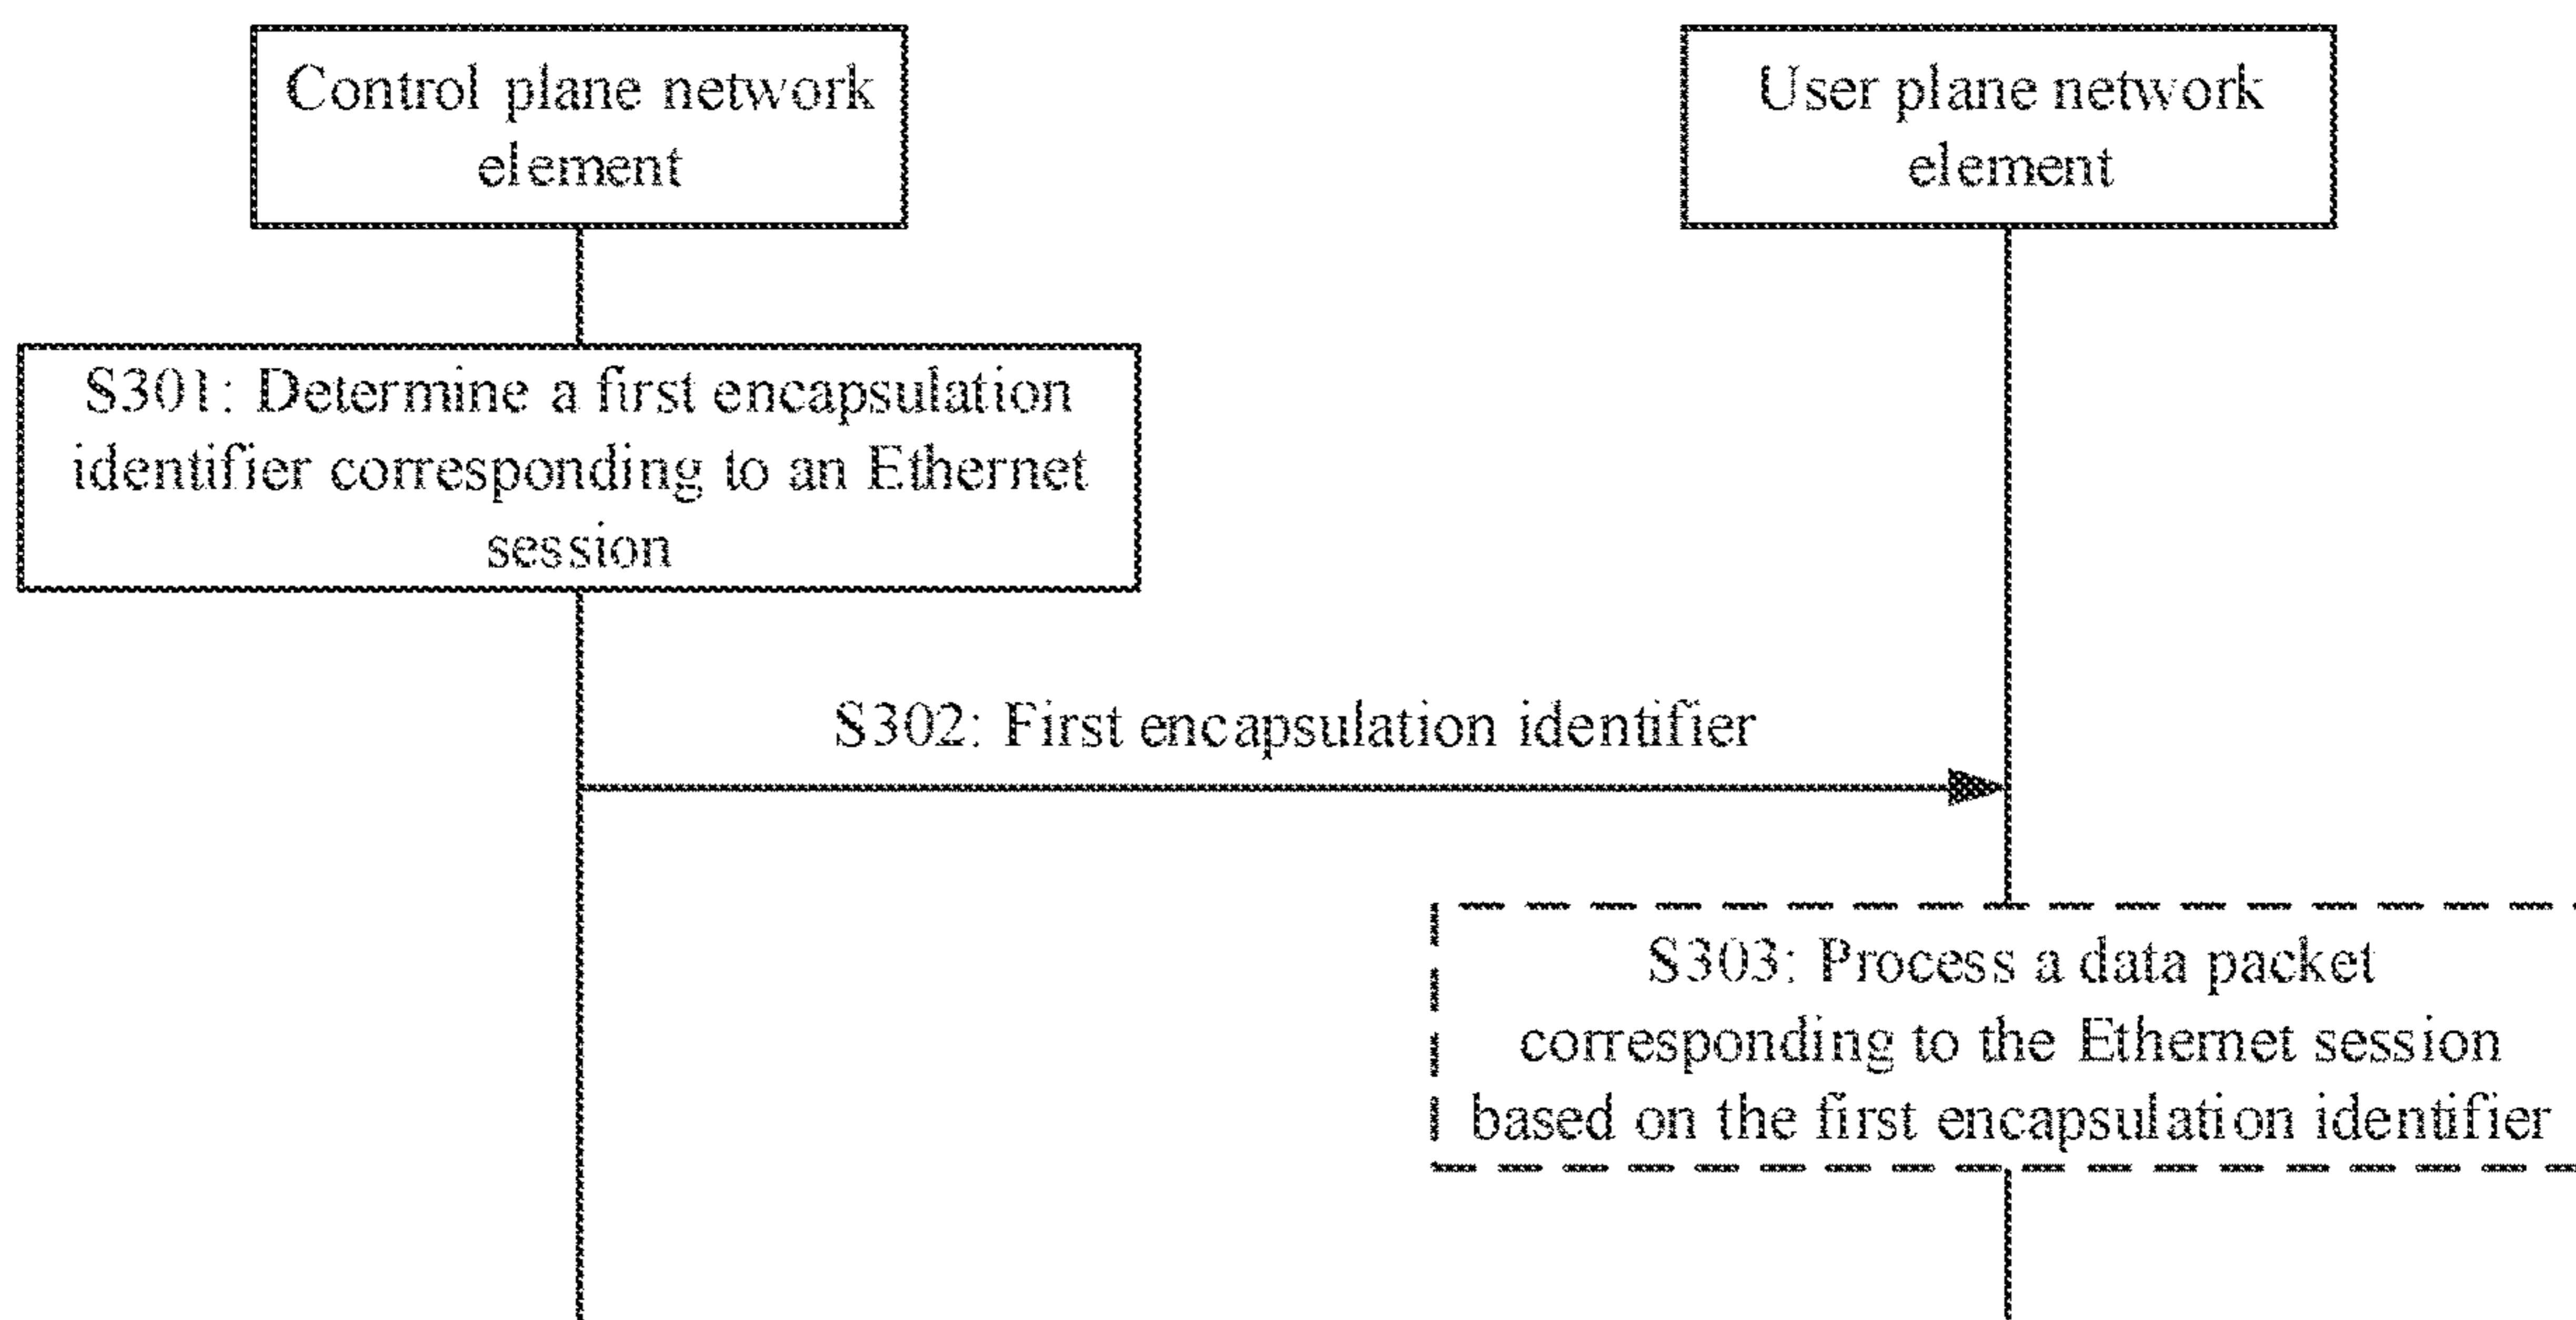 Control plane network
element
User plane network
element
S301: Determine a first encapsulation
identifier corresponding to an Ethernet
session
S302: First encapsulation identifier
S303: Process a data packet
corresponding to the Ethernet session
based on the first encapsulation identifier